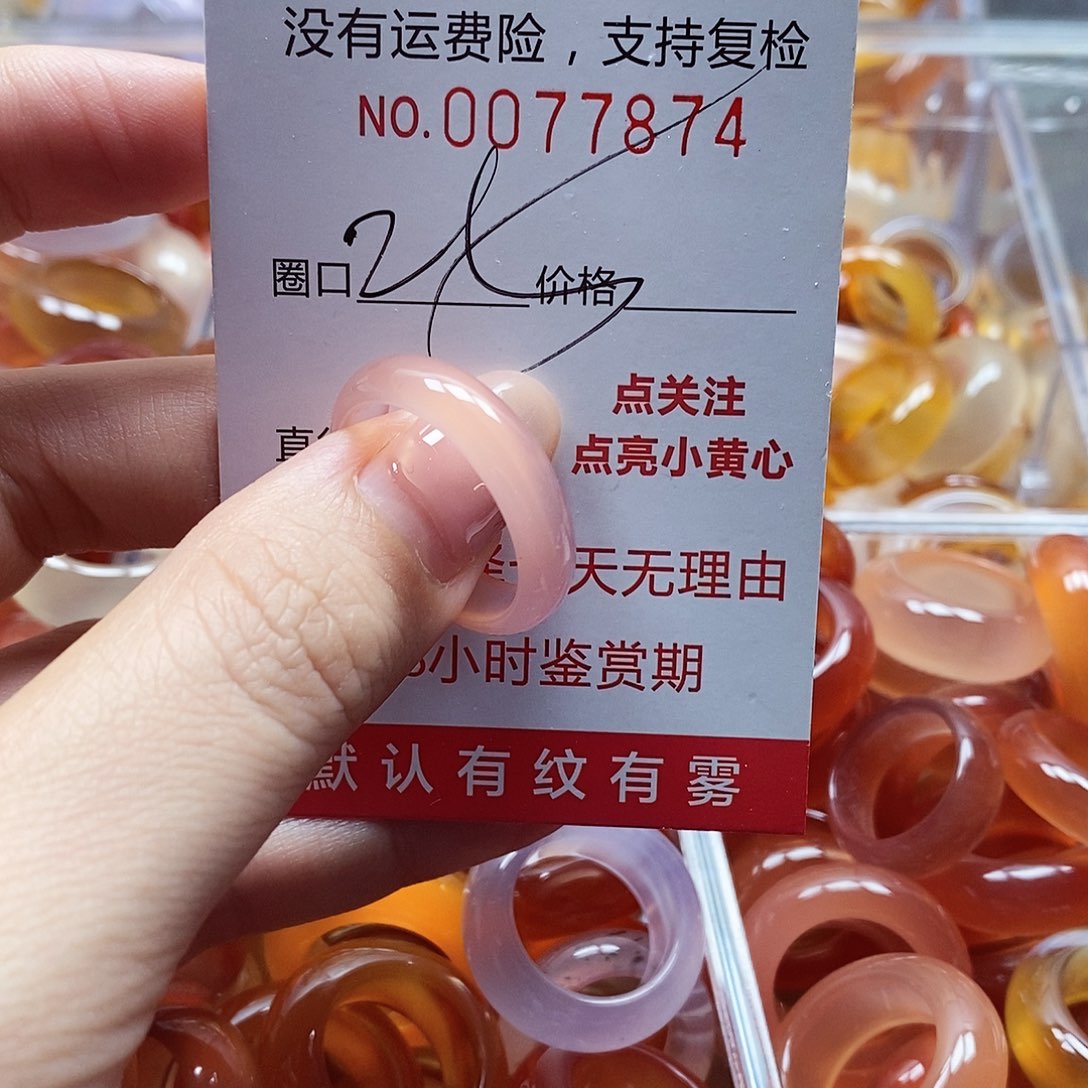 没有运费险，支持复检
NO.0077874
圈口 价格
点关注
点亮小黄心
天无理由
小时鉴赏期
默认有纹有雾